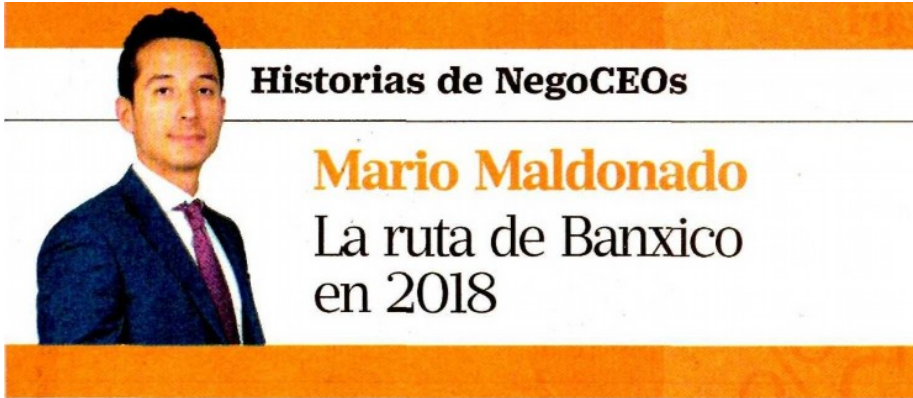 Historias de NegoCEOs
Mario Maldonado
La ruta de Banxico
en 2018